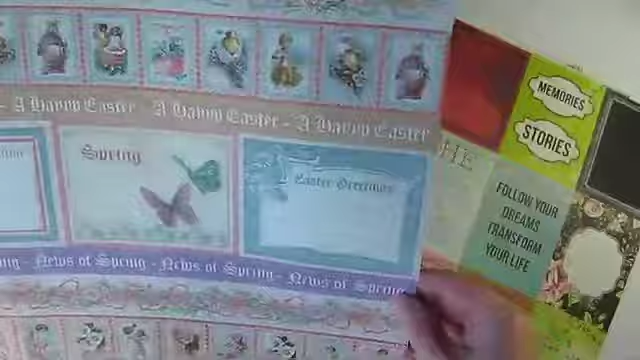 - A Happy Easter - A Happy Easter - A Happy Easter
Spring
Easter Greetings
- News of Spring - News of Spring - News of Spring
MEMORIES
STORIES
FOLLOW YOUR
DREAMS
TRANSFORM
YOUR LIFE